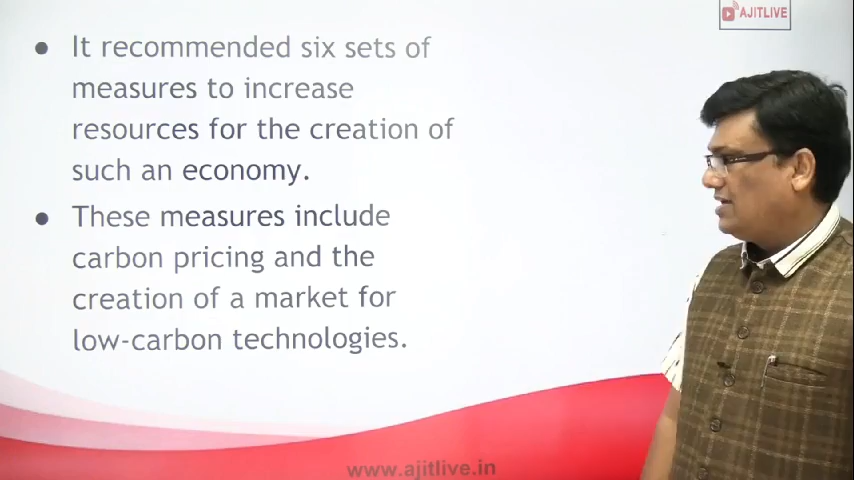 AJITLIVE
● It recommended six sets of
measures to increase
resources for the creation of
such an economy.
● These measures include
carbon pricing and the
creation of a market for
low-carbon technologies.
www.ajitlive.in